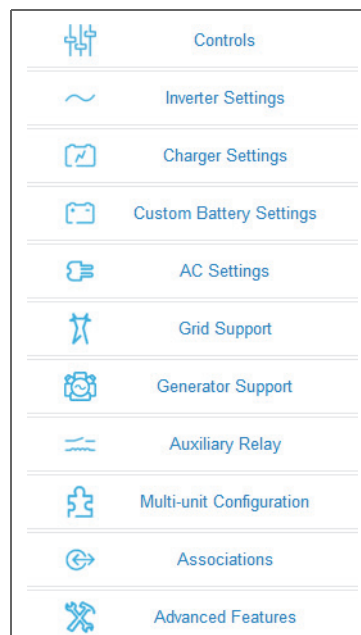 Controls
Inverter Settings
Charger Settings
Custom Battery Settings
AC Settings
Grid Support
Generator Support
Auxiliary Relay
Multi-unit Configuration
Associations
Advanced Features